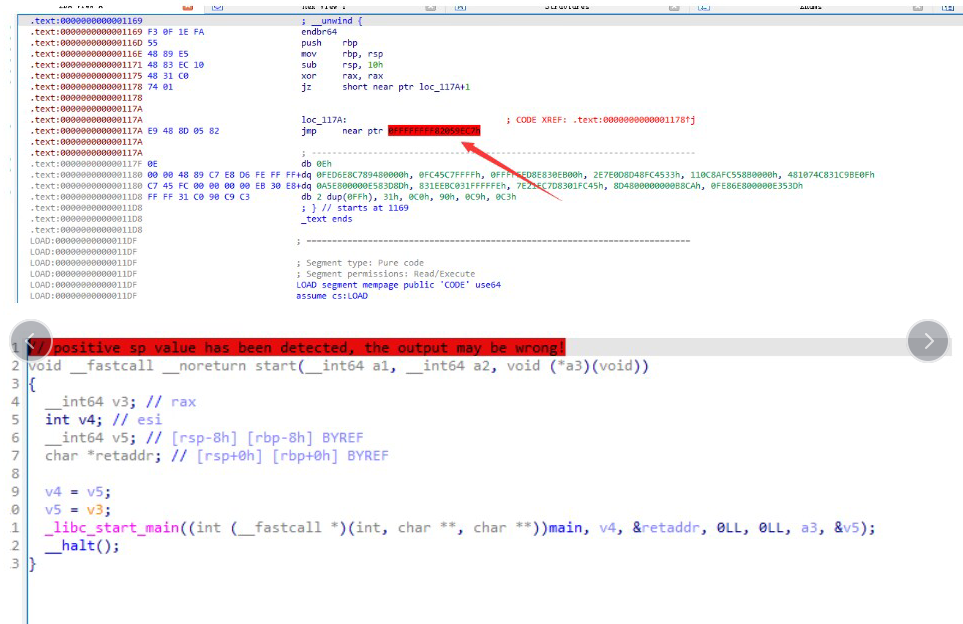 Structures
Enums
.text:0000000000001169 ; __unwind {
.text:0000000000001169 F3 0F 1E FA endbr64
.text:000000000000116D 55 push rbp
.text:000000000000116E 48 89 E5 mov rbp, rsp
.text:0000000000001171 48 83 EC 10 sub rsp, 10h
.text:0000000000001175 48 31 C0 xor rax, rax
.text:0000000000001178 74 01 jz short near ptr loc_117A+1
.text:0000000000001178
.text:000000000000117A
.text:000000000000117A loc_117A: ; CODE XREF: .text:0000000000001178↑j
.text:000000000000117A E9 48 8D 05 82 jmp near ptr 0FFFFFFFF82059EC7h
.text:000000000000117A
.text:000000000000117A ; ---------------------------------------------------------------------------
.text:000000000000117F 0E db 0Eh
.text:0000000000001180 00 00 48 89 C7 E8 D6 FE FF FF+dq 0FED6E8C789480000h, 0FC45C7FFFFh, 0FFFFFED8E830EB00h, 2E7E0D8D48FC4533h, 110C8AFC55880000h, 481074C831C9BE0Fh
.text:0000000000001180 C7 45 FC 00 00 00 00 EB 30 E8+dq 0A5E800000E583D8Dh, 831EEBC031FFFFFEh, 7E21EC7D8301FC45h, 8D480000000B8CAh, 0FE86E800000E353Dh
.text:00000000000011D8 FF FF 31 C0 90 C9 C3 db 2 dup(0FFh), 31h, 0C0h, 90h, 0C9h, 0C3h
.text:00000000000011D8 ; } // starts at 1169
.text:00000000000011D8 _text ends
.text:00000000000011D8
LOAD:00000000000011DF ; ---------------------------------------------------------------------------
LOAD:00000000000011DF
LOAD:00000000000011DF ; Segment type: Pure code
LOAD:00000000000011DF ; Segment permissions: Read/Execute
LOAD:00000000000011DF LOAD segment mempage public 'CODE' use64
LOAD:00000000000011DF assume cs:LOAD
1 // positive sp value has been detected, the output may be wrong!
2 void __fastcall __noreturn start(__int64 a1, __int64 a2, void (*a3)(void))
3 {
4 __int64 v3; // rax
5 int v4; // esi
6 __int64 v5; // [rsp-8h] [rbp-8h] BYREF
7 char *retaddr; // [rsp+0h] [rbp+0h] BYREF
8
9 v4 = v5;
0 v5 = v3;
1 _libc_start_main((int (__fastcall *)(int, char **, char **))main, v4, &retaddr, 0LL, 0LL, a3, &v5);
2 __halt();
3 }